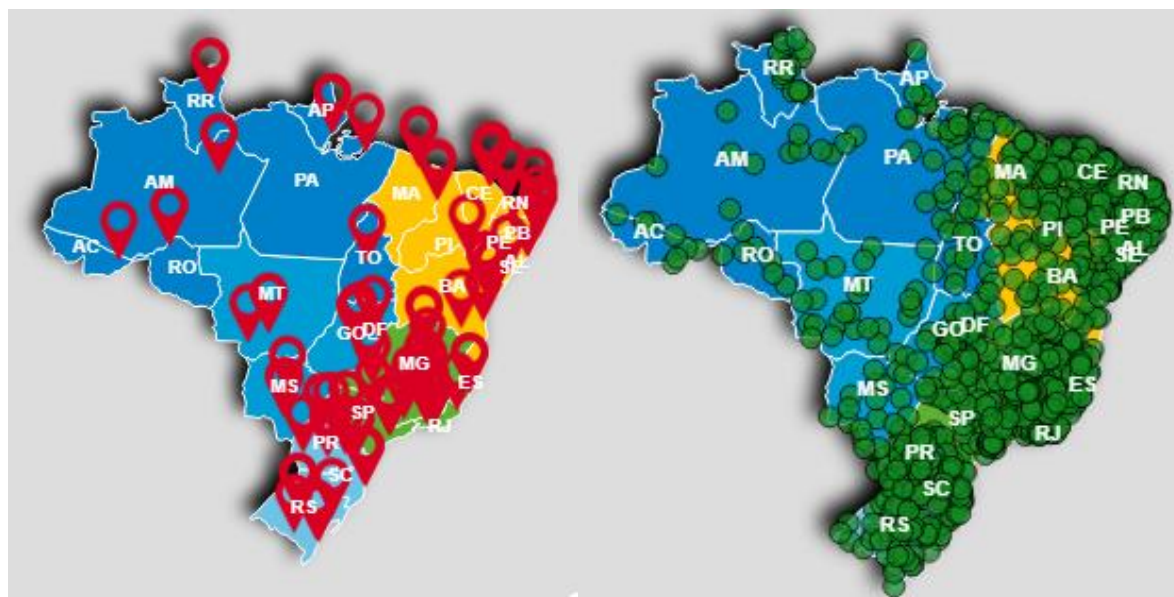 RR
AP
AM
PA
MA
CE
RN
PB
PI
PE
AL
SE
AC
RO
TO
BA
MT
GO
DF
MG
ES
MS
SP
RJ
PR
SC
RS
RR
AP
AM
PA
MA
CE
RN
PB
PE
PI
AL
SE
AC
RO
TO
BA
MT
GO
DF
MG
ES
MS
SP
RJ
PR
SC
RS